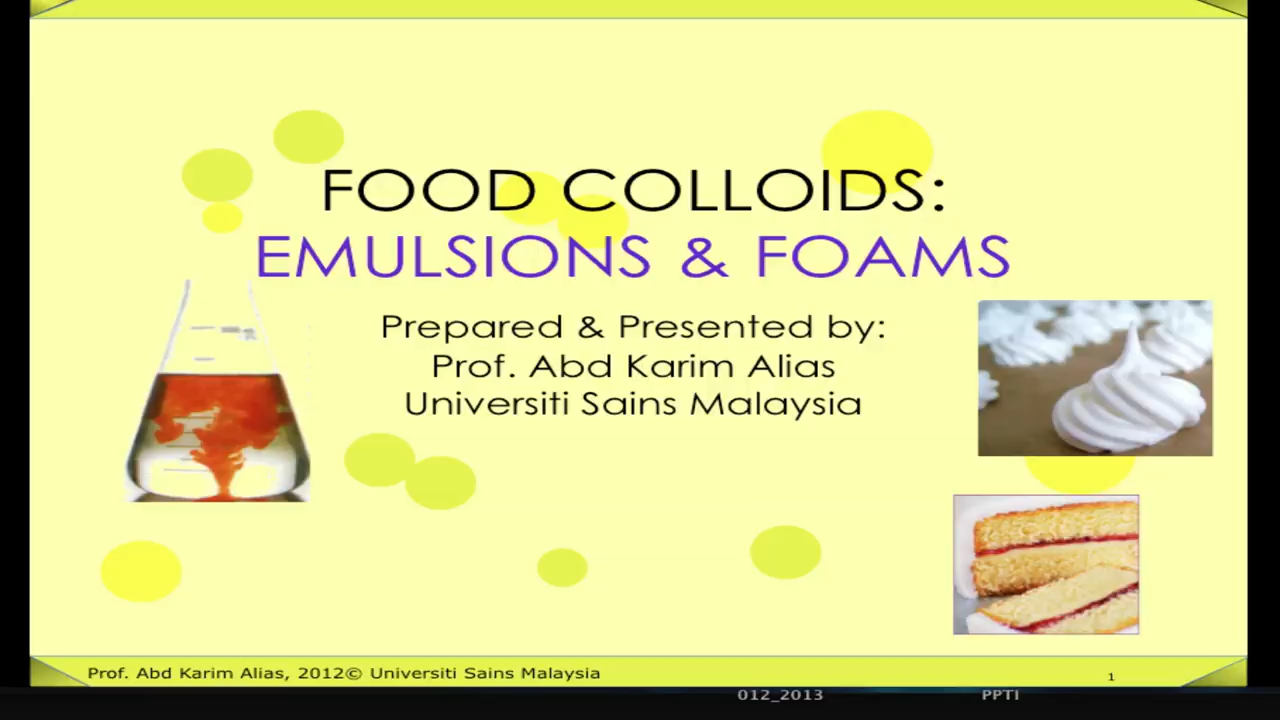 FOOD COLLOIDS:
EMULSIONS & FOAMS
Prepared & Presented by:
Prof. Abd Karim Alias
Universiti Sains Malaysia
Prof. Abd Karim Alias, 2012© Universiti Sains Malaysia
1
012_2013
PPTI